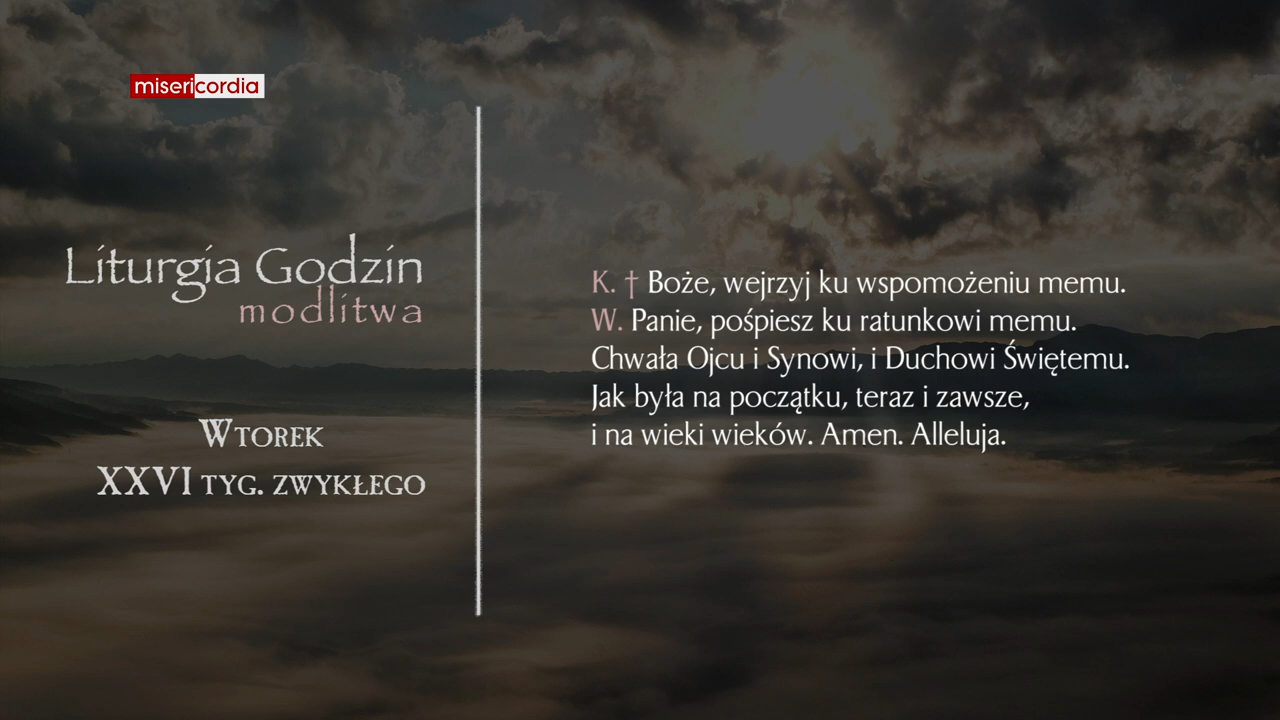 misericordia
Liturgia Godzin
modlitwa
Wtorek
XXVI tyg. zwykłego
K. † Boże, wejrzyj ku wspomożeniu memu.
W. Panie, pośpiesz ku ratunkowi memu.
Chwała Ojcu i Synowi, i Duchowi Świętemu.
Jak była na początku, teraz i zawsze,
i na wieki wieków. Amen. Alleluja.